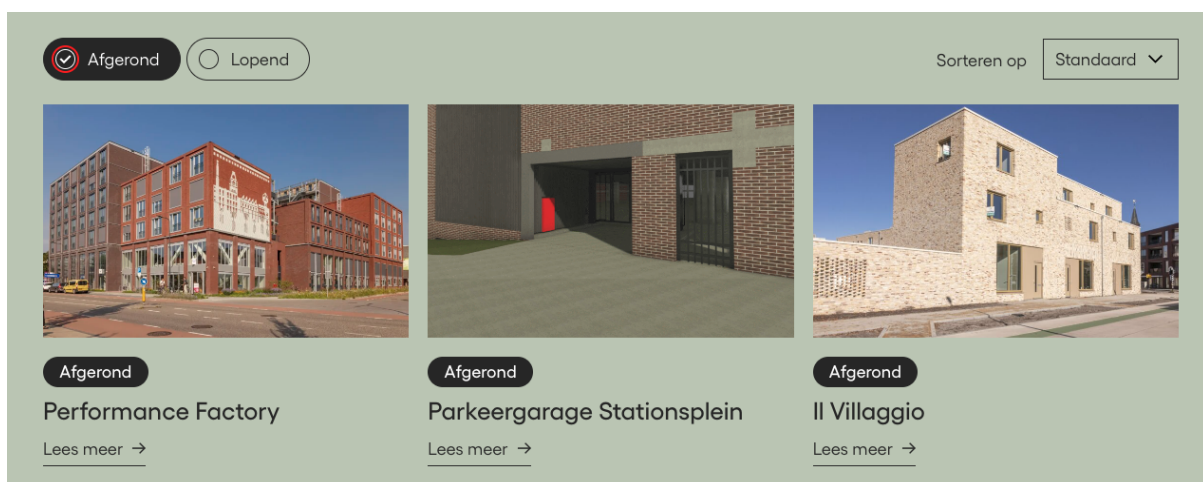 Afgerond
Lopend
Sorteren op
Standaard
Afgerond
Performance Factory
Lees meer →
Afgerond
Parkeergarage Stationsplein
Lees meer →
Afgerond
Il Villaggio
Lees meer →